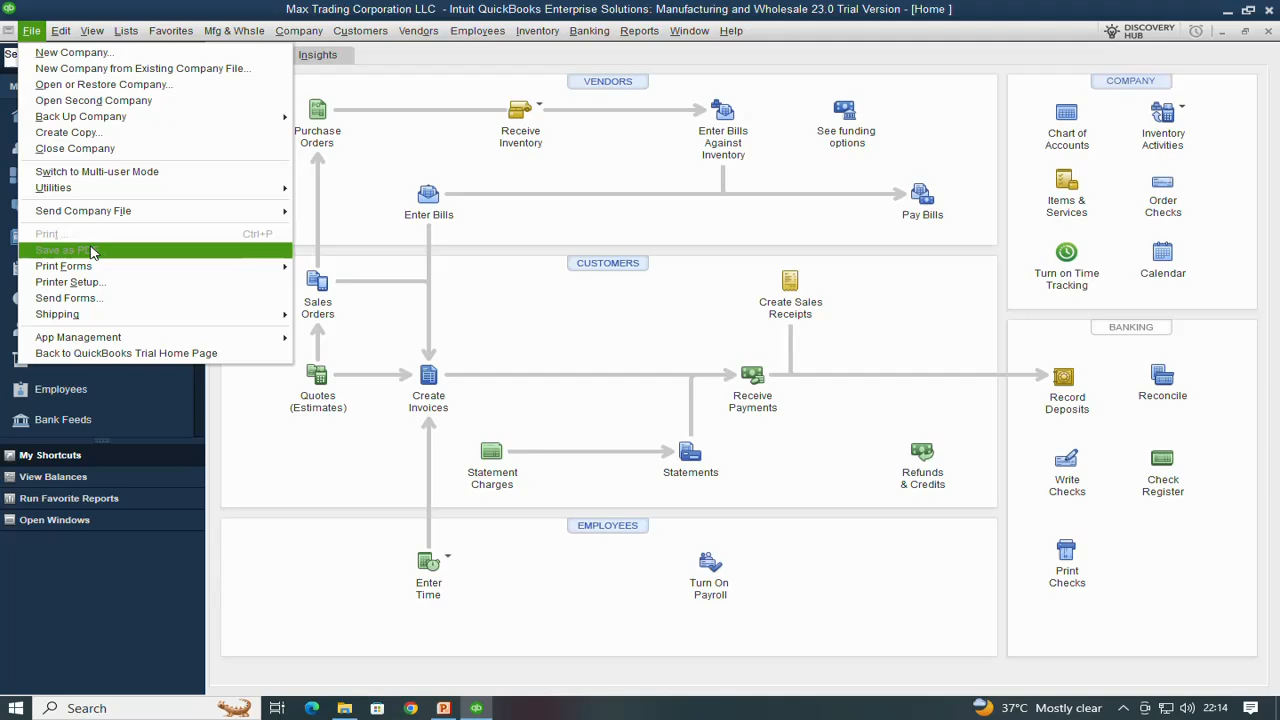 Max Trading Corporation LLC - Intuit QuickBooks Enterprise Solutions: Manufacturing and Wholesale 23.0 Trial Version - [Home ]
File Edit View Lists Favorites Mfg & Whsle Company Customers Vendors Employees Inventory Banking Reports Window Help
DISCOVERY
HUB
New Company...
New Company from Existing Company File...
Open or Restore Company...
Open Second Company
Back Up Company
Create Copy...
Close Company
Switch to Multi-user Mode
Utilities
Send Company File
Print ... Ctrl+P
Save as PDF
Print Forms
Printer Setup...
Send Forms...
Shipping
App Management
Back to QuickBooks Trial Home Page
Employees
Bank Feeds
My Shortcuts
View Balances
Run Favorite Reports
Open Windows
Insights
VENDORS
Purchase
Orders
Receive
Inventory
Enter Bills
Against
Inventory
See funding
options
Enter Bills
Pay Bills
CUSTOMERS
Sales
Orders
Create Sales
Receipts
Quotes
(Estimates)
Create
Invoices
Receive
Payments
Statement
Charges
Statements
Refunds
& Credits
EMPLOYEES
Enter
Time
Turn On
Payroll
COMPANY
Chart of
Accounts
Inventory
Activities
Items &
Services
Order
Checks
Turn on Time
Tracking
Calendar
BANKING
Record
Deposits
Reconcile
Write
Checks
Check
Register
Print
Checks
Search
37°C Mostly clear
22:14